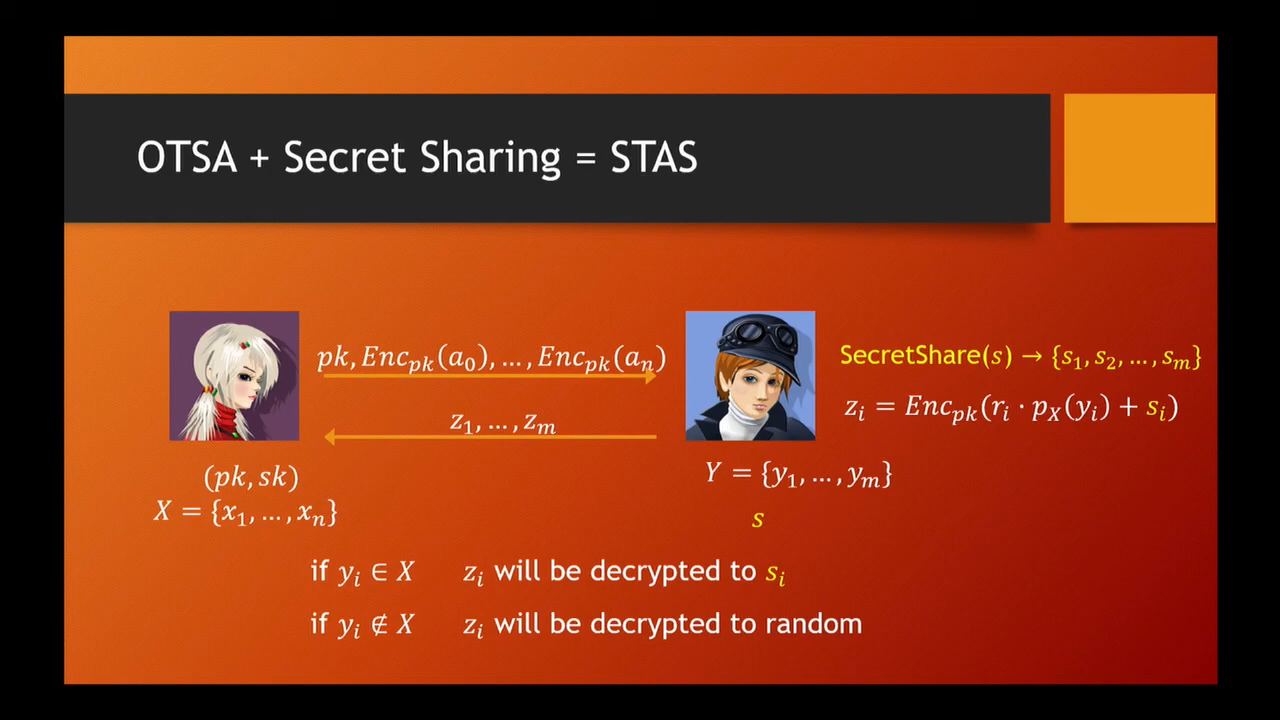 OTSA + Secret Sharing = STAS
pk, Enc_pk(a_0), ..., Enc_pk(a_n)
z_1, ..., z_m
SecretShare(s) → {s_1, s_2, ..., s_m}
z_i = Enc_pk(r_i · p_X(y_i) + s_i)
(pk, sk)
X = {x_1, ..., x_n}
Y = {y_1, ..., y_m}
s
if y_i ∈ X z_i will be decrypted to s_i
if y_i ∉ X z_i will be decrypted to random